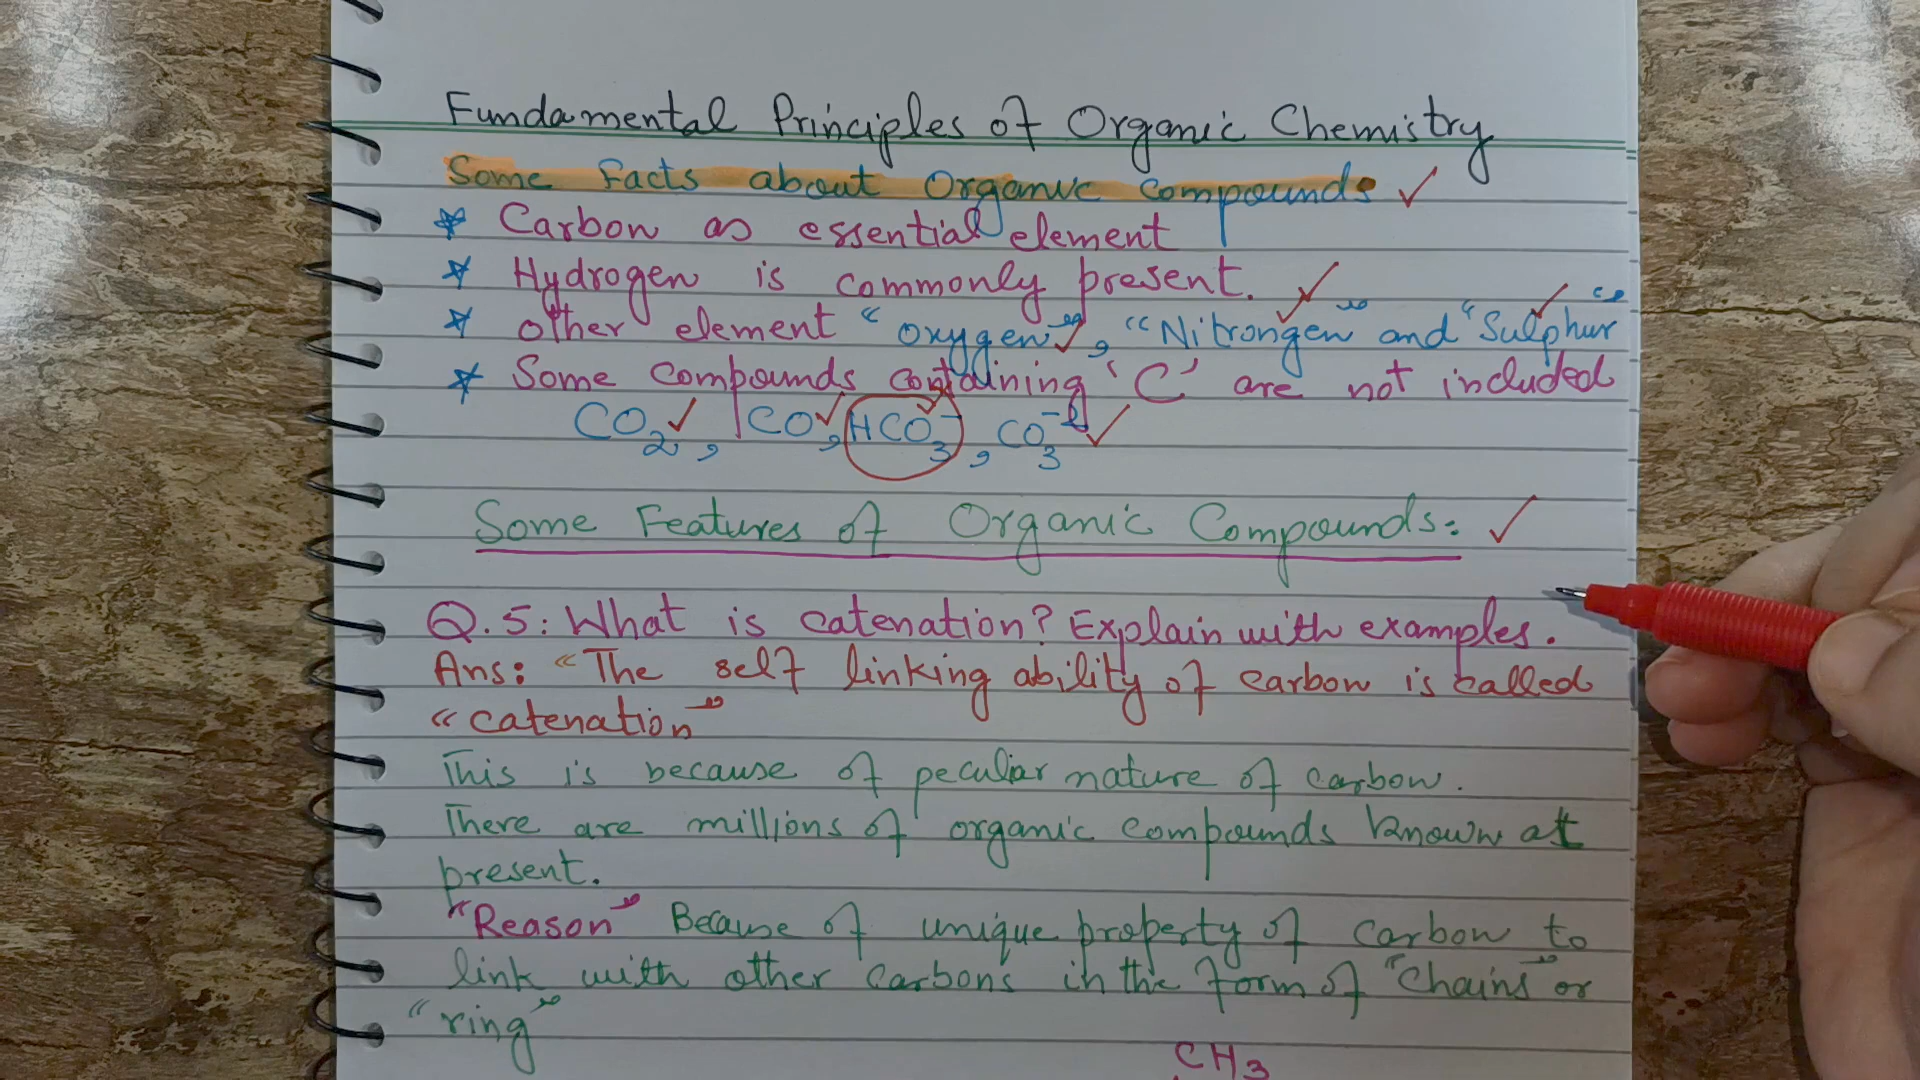 Fundamental Principles of Organic Chemistry
Some Facts about Organic Compounds
* Carbon as essential element
* Hydrogen is commonly present.
* Other element "Oxygen", "Nitrongen" and "Sulphur"
* Some compounds containing 'C' are not included
CO₂, CO, HCO₃⁻, CO₃⁻²
Some Features of Organic Compounds:
Q.5: What is catenation? Explain with examples.
Ans: "The self linking ability of carbon is called
"catenation"
This is because of peculiar nature of carbon.
There are millions of organic compounds known at
present.
"Reason" Because of unique property of carbon to
link with other carbons in the form of "Chains" or
"ring"
CH₃